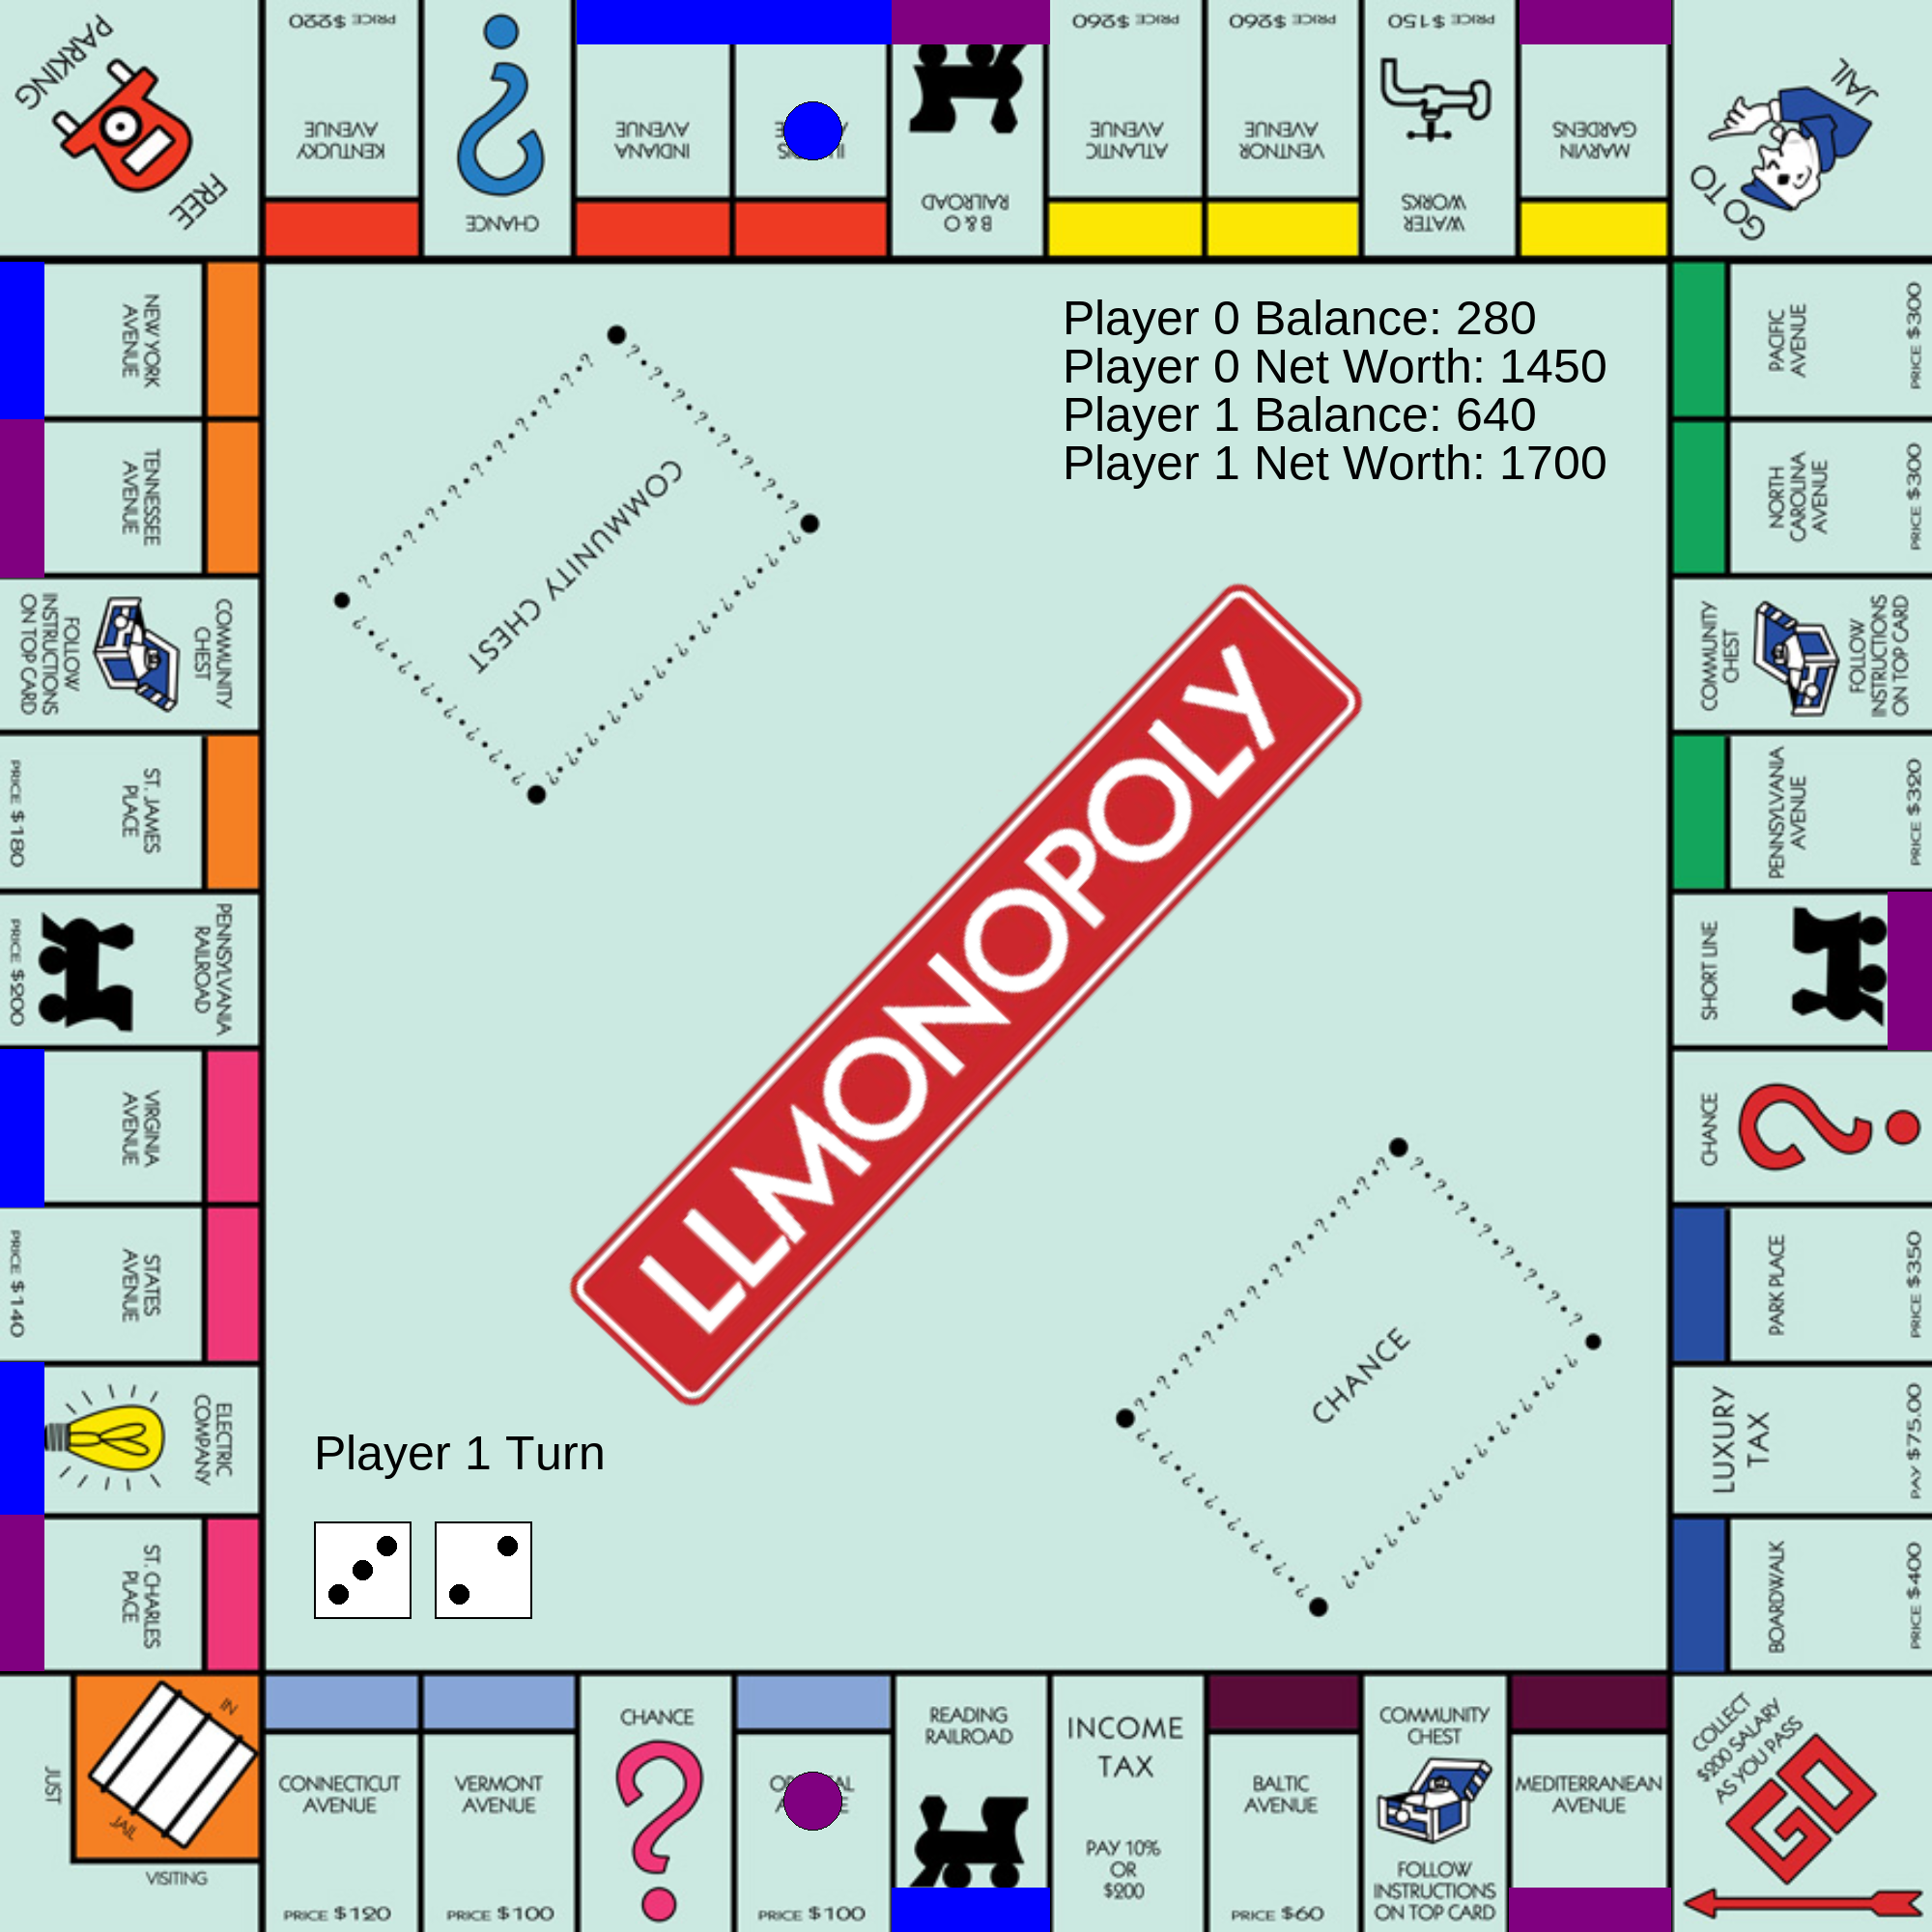 FREE
PARKING
PRICE $220
KENTUCKY
AVENUE
CHANCE
INDIANA
AVENUE
B & O
RAILROAD
PRICE $260
ATLANTIC
AVENUE
PRICE $260
VENTNOR
AVENUE
PRICE $150
WATER
WORKS
MARVIN
GARDENS
GO TO
JAIL
NEW YORK
AVENUE
TENNESSEE
AVENUE
COMMUNITY
CHEST
FOLLOW
INSTRUCTIONS
ON TOP CARD
ST. JAMES
PLACE
PRICE $180
PENNSYLVANIA
RAILROAD
PRICE $200
VIRGINIA
AVENUE
STATES
AVENUE
PRICE $140
ELECTRIC
COMPANY
ST. CHARLES
PLACE
Player 0 Balance: 280
Player 0 Net Worth: 1450
Player 1 Balance: 640
Player 1 Net Worth: 1700
COMMUNITY CHEST
LLMONOPOLY
CHANCE
Player 1 Turn
PACIFIC
AVENUE
PRICE $300
NORTH
CAROLINA
AVENUE
PRICE $300
COMMUNITY
CHEST
FOLLOW
INSTRUCTIONS
ON TOP CARD
PENNSYLVANIA
AVENUE
PRICE $320
SHORT LINE
CHANCE
PARK PLACE
PRICE $350
LUXURY
TAX
PAY $75.00
BOARDWALK
PRICE $400
JUST
VISITING
IN
JAIL
CONNECTICUT
AVENUE
PRICE $120
VERMONT
AVENUE
PRICE $100
CHANCE
PRICE $100
READING
RAILROAD
INCOME
TAX
PAY 10%
OR
$200
BALTIC
AVENUE
PRICE $60
COMMUNITY
CHEST
FOLLOW
INSTRUCTIONS
ON TOP CARD
MEDITERRANEAN
AVENUE
COLLECT
$200 SALARY
AS YOU PASS
GO